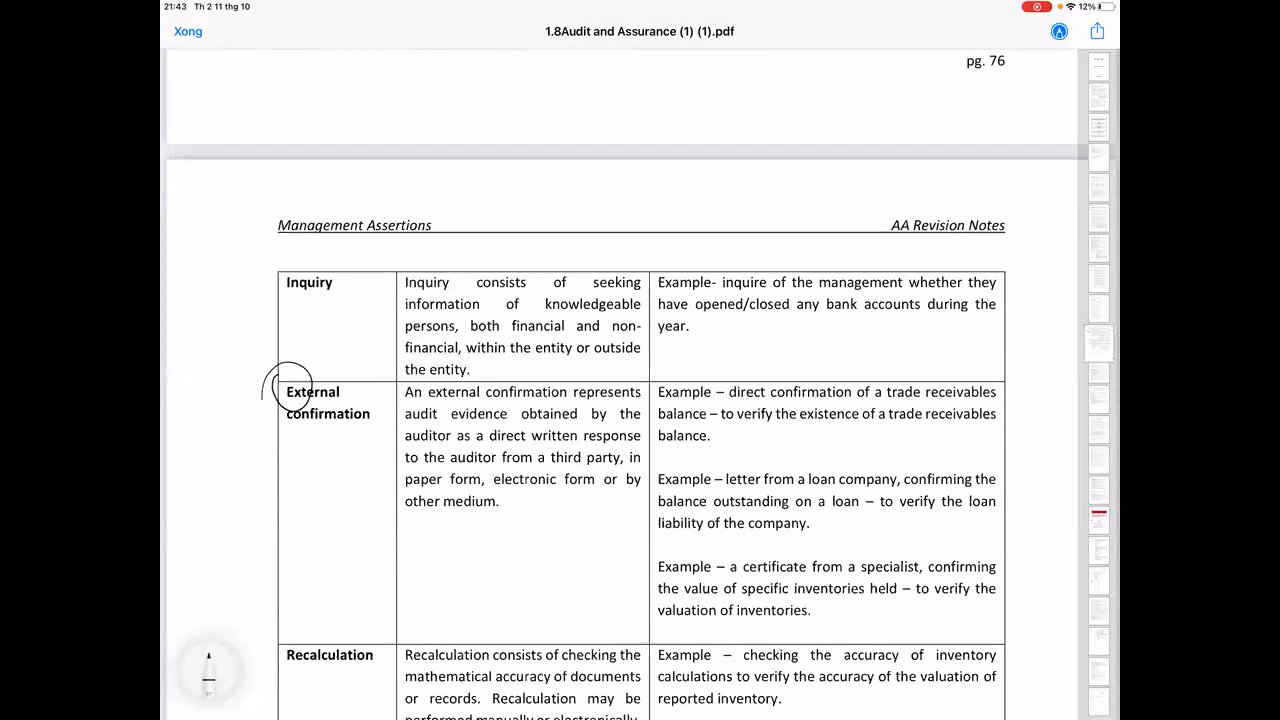 21:43 Th 2 11 thg 10 12%
Xong 1.8Audit and Assurance (1) (1).pdf
pg. 76
Management Assertions AA Revision Notes
Inquiry
Inquiry consists of seeking
information of knowledgeable
persons, both financial and non-
financial, within the entity or outside
the entity.
Example- inquire of the management whether they
have opened/closed any bank accounts during the
year.
External
confirmation
An external confirmation represents
audit evidence obtained by the
auditor as a direct written response
to the auditor from a third party, in
paper form, electronic form or by
other medium.
Example – direct confirmation of a trade receivables
balance – to verify the existence of a trade receivables
balance.
Example – letter from a loan company, confirming the
balance outstanding on a loan – to verify the loan
liability of the company.
Example – a certificate from a specialist, confirming
the value of specific inventories held – to verify the
valuation of inventories.
Recalculation
Recalculation consists of checking the
mathematical accuracy of documents
or records. Recalculation may be
performed manually or electronically.
Example – checking the accuracy of inventory
calculations to verify the accuracy of the valuation of
reported inventory.